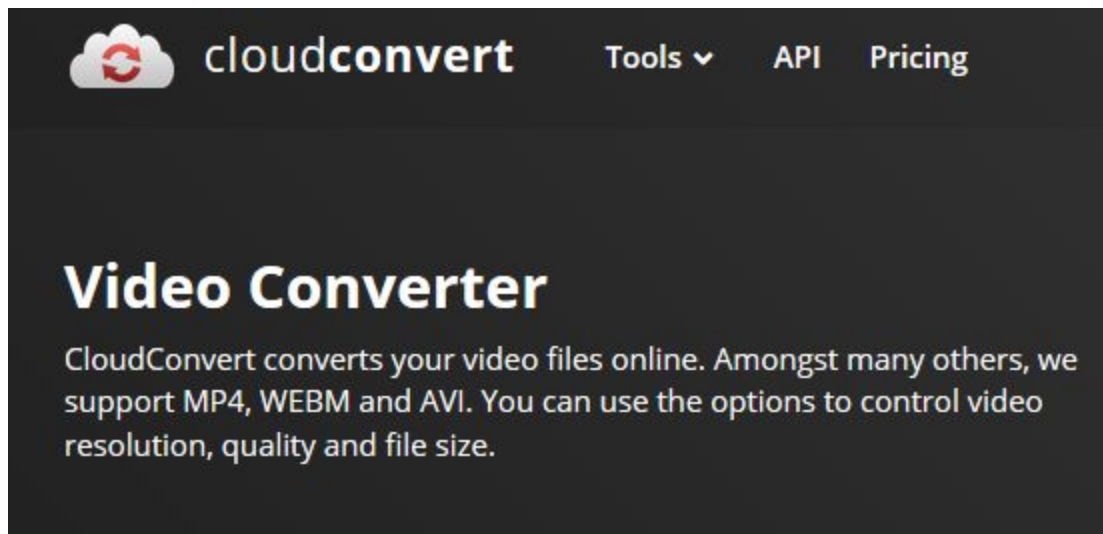 cloudconvert Tools API Pricing
Video Converter
CloudConvert converts your video files online. Amongst many others, we
support MP4, WEBM and AVI. You can use the options to control video
resolution, quality and file size.